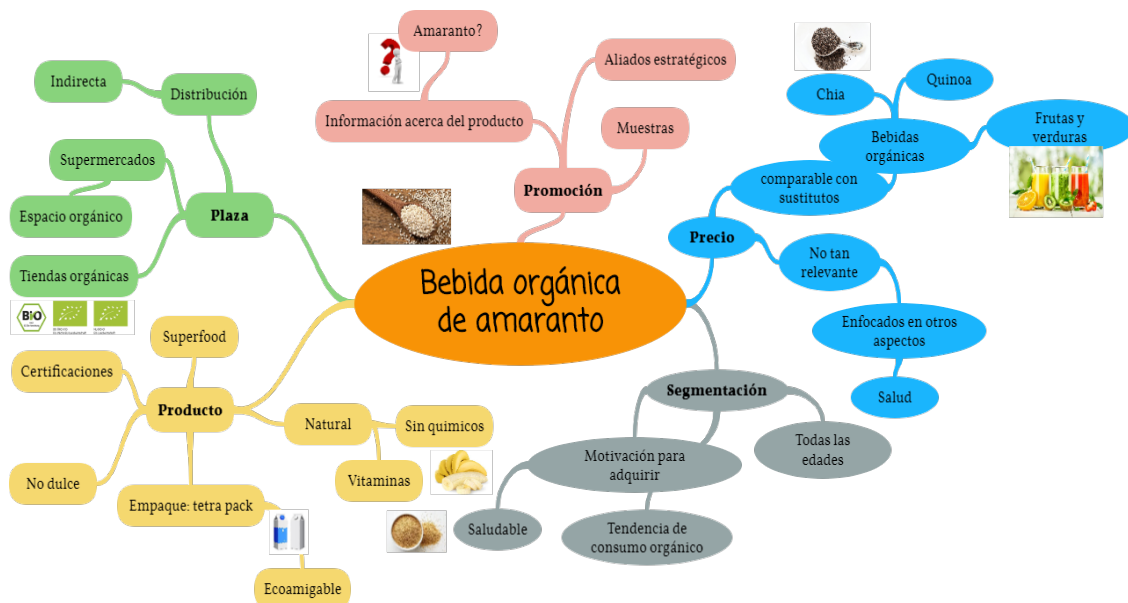 Bebida orgánica
de amaranto
Plaza
Distribución
Indirecta
Supermercados
Espacio orgánico
Tiendas orgánicas
BIO
Promoción
Información acerca del producto
Amaranto?
Aliados estratégicos
Muestras
Precio
comparable con
sustitutos
Bebidas
orgánicas
Chia
Quinoa
Frutas y
verduras
No tan
relevante
Enfocados en otros
aspectos
Salud
Segmentación
Todas las
edades
Motivación para
adquirir
Saludable
Tendencia de
consumo orgánico
Producto
Superfood
Certificaciones
No dulce
Empaque: tetra pack
Ecoamigable
Natural
Sin quimicos
Vitaminas